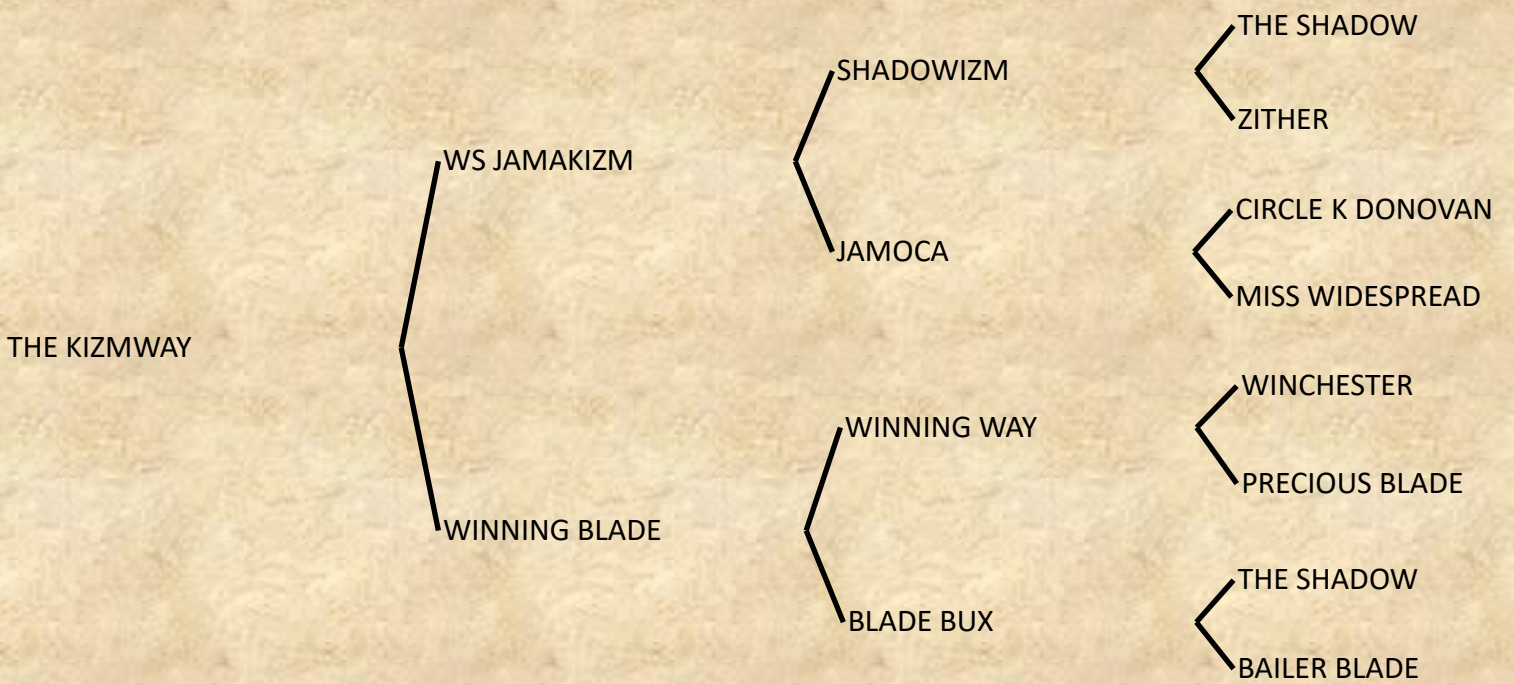 THE SHADOW
SHADOWIZM
ZITHER
WS JAMAKIZM
CIRCLE K DONOVAN
JAMOCA
MISS WIDESPREAD
THE KIZMWAY
WINCHESTER
WINNING WAY
PRECIOUS BLADE
WINNING BLADE
THE SHADOW
BLADE BUX
BAILER BLADE